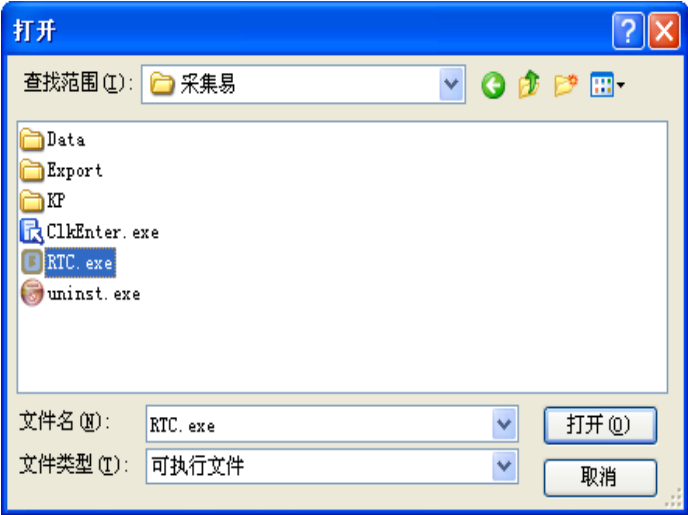 打开
查找范围(I): 采集易
Data
Export
KP
ClkEnter.exe
RTC.exe
uninst.exe
文件名(N): RTC.exe 打开(O)
文件类型(T): 可执行文件 取消